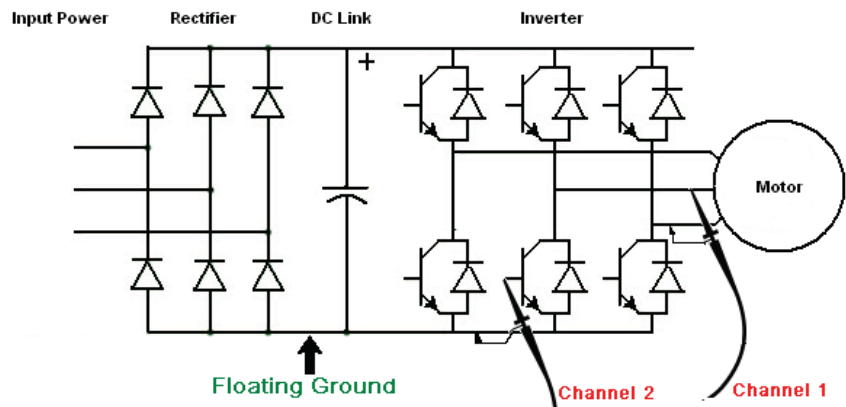 Input Power
Rectifier
DC Link
Inverter
+
Motor
Floating Ground
Channel 2
Channel 1